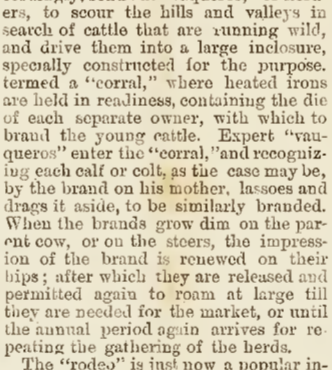 ers, to scour the hills and valleys in
search of cattle that are running wild,
and drive them into a large inclosure,
specially constructed for the purpose.
termed a "corral," where heated irons
are held in readiness, containing the die
of each separate owner, with which to
brand the young cattle. Expert "vau-
queros" enter the "corral,"and recogniz-
ing each calf or colt, as the case may be,
by the brand on his mother, lassoes and
drags it aside, to be similarly branded.
When the brands grow dim on the par-
ent cow, or on the steers, the impress-
ion of the brand is renewed on their
hips; after which they are released and
permitted again to roam at large till
they are needed for the market, or until
the annual period again arrives for re-
peating the gathering of the herds.
The "rodeo" is just now a popular in-